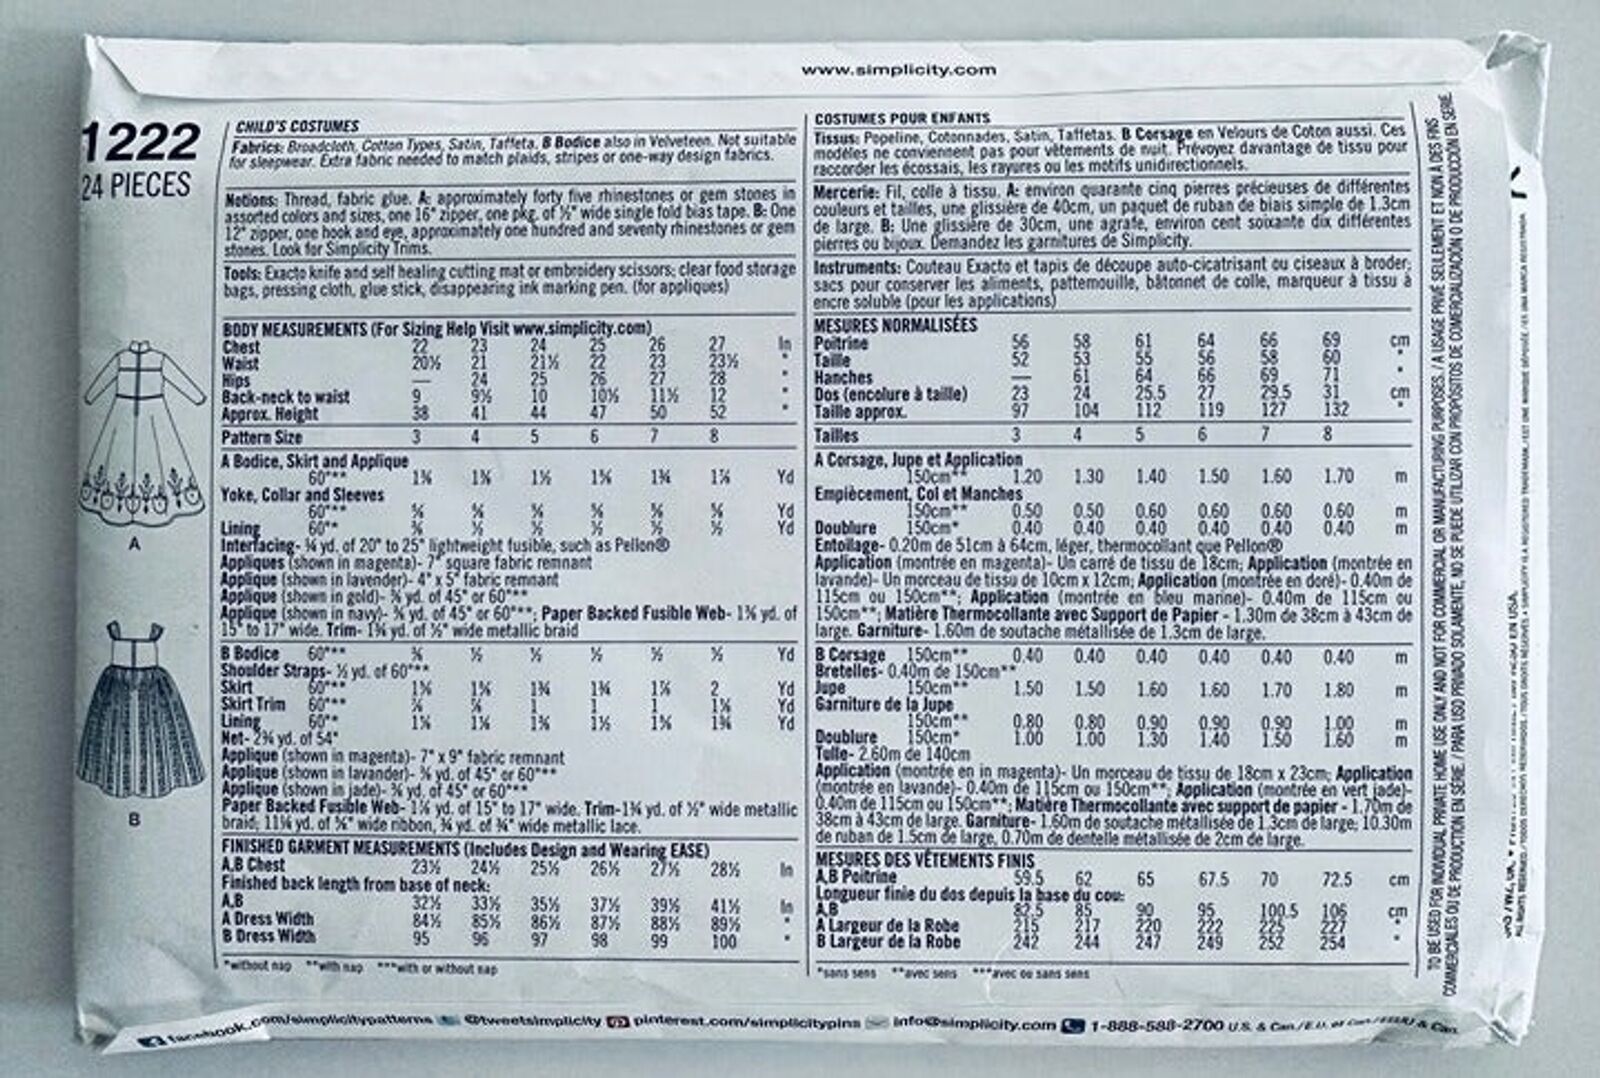 www.simplicity.com
1222
24 PIECES
CHILD'S COSTUMES
Fabrics: Broadcloth, Cotton Types, Satin, Taffeta. B Bodice also in Velveteen. Not suitable
for sleepwear. Extra fabric needed to match plaids, stripes or one-way design fabrics.
Notions: Thread, fabric glue. A: approximately forty five rhinestones or gem stones in
assorted colors and sizes, one 16" zipper, one pkg. of ½" wide single fold bias tape. B: One
12" zipper, one hook and eye, approximately one hundred and seventy rhinestones or gem
stones. Look for Simplicity Trims.
Tools: Exacto knife and self healing cutting mat or embroidery scissors; clear food storage
bags, pressing cloth, glue stick, disappearing ink marking pen. (for appliques)
BODY MEASUREMENTS (For Sizing Help Visit www.simplicity.com)
Chest 22 23 24 25 26 27 In
Waist 20½ 21 21½ 22 23 23½ "
Hips — 24 25 26 27 28 "
Back-neck to waist 9 9½ 10 10½ 11½ 12 "
Approx. Height 38 41 44 47 50 52 "
Pattern Size 3 4 5 6 7 8
A Bodice, Skirt and Applique
60"** Yd
Yoke, Collar and Sleeves
60"** Yd
Lining 60"* Yd
Interfacing- yd. of 20" to 25" lightweight fusible, such as Pellon®
Appliques (shown in magenta)- 7" square fabric remnant
Applique (shown in lavender)- 4" x 5" fabric remnant
Applique (shown in gold)- yd. of 45" or 60"***
Applique (shown in navy)- yd. of 45" or 60"***; Paper Backed Fusible Web- yd. of
15" to 17" wide. Trim- 1¾ yd. of ½" wide metallic braid
B Bodice 60"** Yd
Shoulder Straps- yd. of 60"**
Skirt 60"** 2 Yd
Skirt Trim 60"** 1 1 Yd
Lining 60"* Yd
Net- yd. of 54"
Applique (shown in magenta)- 7" x 9" fabric remnant
Applique (shown in lavander)- yd. of 45" or 60"***
Applique (shown in jade)- yd. of 45" or 60"***
Paper Backed Fusible Web- yd. of 15" to 17" wide. Trim-1¾ yd. of ½" wide metallic
braid; 11¼ yd. of wide ribbon, ¾ yd. of ¾" wide metallic lace.
FINISHED GARMENT MEASUREMENTS (Includes Design and Wearing EASE)
A,B Chest 23½ 24½ 25½ 26½ 27½ 28½ In
Finished back length from base of neck:
A,B 32½ 33½ 35½ 37½ 39½ 41½ In
A Dress Width 84½ 85½ 86½ 87½ 88½ 89½ "
B Dress Width 95 96 97 98 99 100 "
*without nap **with nap ***with or without nap
A
B
COSTUMES POUR ENFANTS
Tissus: Popeline, Cotonnades, Satin, Taffetas. B Corsage en Velours de Coton aussi. Ces
modèles ne conviennent pas pour vêtements de nuit. Prévoyez davantage de tissu pour
raccorder les écossais, les rayures ou les motifs unidirectionnels.
Mercerie: Fil, colle à tissu. A: environ quarante cinq pierres précieuses de différentes
couleurs et tailles, une glissière de 40cm, un paquet de ruban de biais simple de 1.3cm
de large. B: Une glissière de 30cm, une agrafe, environ cent soixante dix différentes
pierres ou bijoux. Demandez les garnitures de Simplicity.
Instruments: Couteau Exacto et tapis de découpe auto-cicatrisant ou ciseaux à broder;
sacs pour conserver les aliments, pattemouille, bâtonnet de colle, marqueur à tissu à
encre soluble (pour les applications)
MESURES NORMALISÉES
Poitrine 56 58 61 64 66 69 cm
Taille 52 53 55 56 58 60 "
Hanches — 61 64 66 69 71 "
Dos (encolure à taille) 23 24 25.5 27 29.5 31 cm
Taille approx. 97 104 112 119 127 132 "
Tailles 3 4 5 6 7 8
A Corsage, Jupe et Application
150cm** 1.20 1.30 1.40 1.50 1.60 1.70 m
Empiècement, Col et Manches
150cm** 0.50 0.50 0.60 0.60 0.60 0.60 m
Doublure 150cm* 0.40 0.40 0.40 0.40 0.40 0.40 m
Entoilage- 0.20m de 51cm à 64cm, léger, thermocollant que Pellon®
Application (montrée en magenta)- Un carré de tissu de 18cm; Application (montrée en
lavande)- Un morceau de tissu de 10cm x 12cm; Application (montrée en doré)- 0.40m de
115cm ou 150cm**; Application (montrée en bleu marine)- 0.40m de 115cm ou
150cm**; Matière Thermocollante avec Support de Papier - 1.30m de 38cm à 43cm de
large. Garniture- 1.60m de soutache métallisée de 1.3cm de large.
B Corsage 150cm** 0.40 0.40 0.40 0.40 0.40 0.40 m
Bretelles- 0.40m de 150cm**
Jupe 150cm** 1.50 1.50 1.60 1.60 1.70 1.80 m
Garniture de la Jupe
150cm** 0.80 0.80 0.90 0.90 0.90 1.00 m
Doublure 150cm* 1.00 1.00 1.30 1.40 1.50 1.60 m
Tulle- 2.60m de 140cm
Application (montrée en in magenta)- Un morceau de tissu de 18cm x 23cm; Application
(montrée en lavande)- 0.40m de 115cm ou 150cm**; Application (montrée en vert jade)-
0.40m de 115cm ou 150cm**; Matière Thermocollante avec support de papier - 1.70m de
38cm à 43cm de large. Garniture- 1.60m de soutache métallisée de 1.3cm de large; 10.30m
de ruban de 1.5cm de large, 0.70m de dentelle métallisée de 2cm de large.
MESURES DES VÊTEMENTS FINIS
A,B Poitrine 59.5 62 65 67.5 70 72.5 cm
Longueur finie du dos depuis la base du cou:
A,B 82.5 85 90 95 100.5 106 cm
A Largeur de la Robe 215 217 220 222 225 227 "
B Largeur de la Robe 242 244 247 249 252 254 "
*sans sens **avec sens ***avec ou sans sens
TO BE USED FOR INDIVIDUAL PRIVATE HOME USE ONLY AND NOT FOR COMMERCIAL OR MANUFACTURING PURPOSES. / A USAGE PRIVÉ SEULEMENT ET NON A DES FINS
COMMERCIALES OU DE PRODUCTION EN SÉRIE. / PARA USO PRIVADO SOLAMENTE, NO SE PUEDE UTILIZAR CON PROPÓSITOS DE COMERCIALIZACIÓN O DE PRODUCCIÓN EN SERIE.
facebook.com/simplicitypatterns @tweetsimplicity pinterest.com/simplicitypins info@simplicity.com 1-888-588-2700 U.S. & Can.